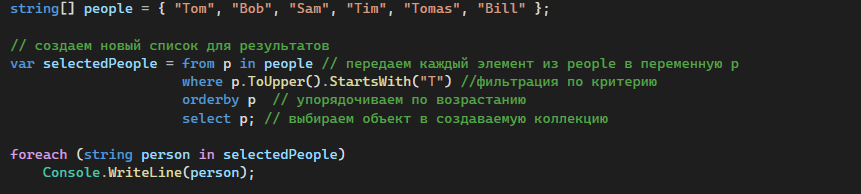 string[] people = { "Tom", "Bob", "Sam", "Tim", "Tomas", "Bill" };
// создаем новый список для результатов
var selectedPeople = from p in people // передаем каждый элемент из people в переменную p
where p.ToUpper().StartsWith("T") //фильтрация по критерию
orderby p  // упорядочиваем по возрастанию
select p; // выбираем объект в создаваемую коллекцию
foreach (string person in selectedPeople)
Console.WriteLine(person);